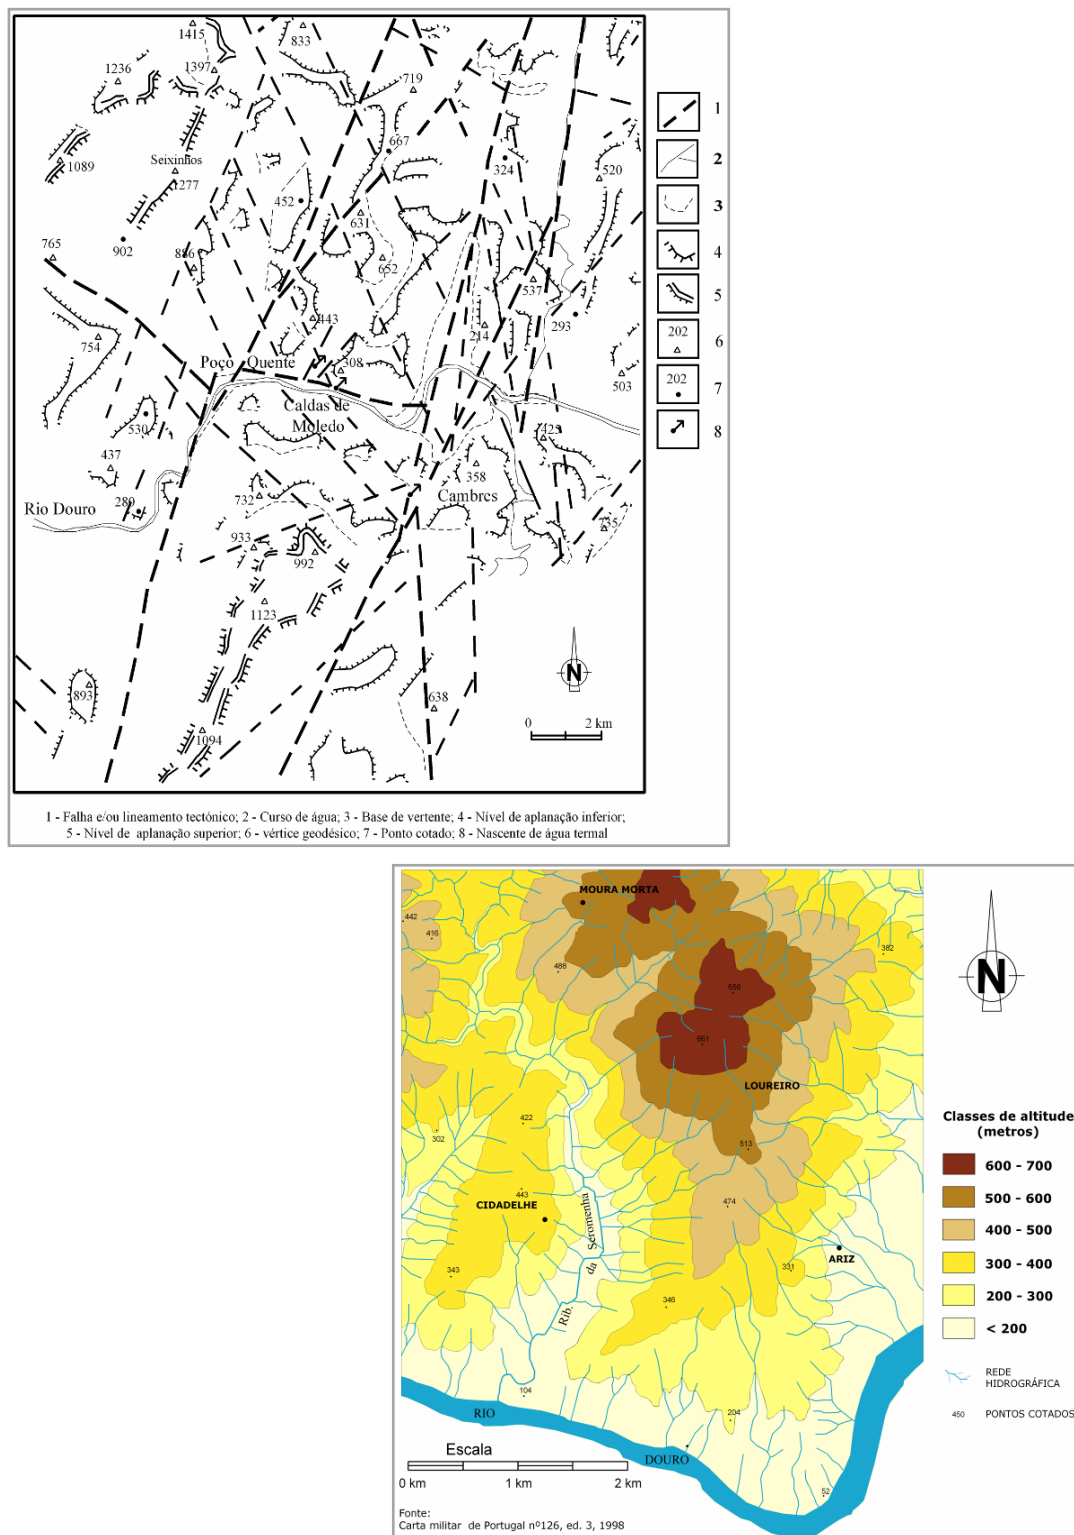 1415
833
1236
1397
719
1
667
2
Seixinhos
1089
1277
324
520
452
3
631
902
765
886
652
4
537
5
293
443
214
202
6
754
Poço Quente
308
503
202
7
Caldas de
Moledo
530
425
8
437
358
732
Cambres
280
Rio Douro
735
933
992
1123
N
893
638
0 2 km
1094
1 - Falha e/ou lineamento tectónico; 2 - Curso de água; 3 - Base de vertente; 4 - Nível de aplanação inferior;
5 - Nível de aplanação superior; 6 - vértice geodésico; 7 - Ponto cotado; 8 - Nascente de água termal
MOURA MORTA
442
416
382
488
N
656
661
LOUREIRO
Classes de altitude
(metros)
422
302
513
600 - 700
443
474
500 - 600
CIDADELHE
Rib. da Seromenha
400 - 500
ARIZ
343
331
300 - 400
346
200 - 300
< 200
104
REDE
HIDROGRÁFICA
RIO
204
450 PONTOS COTADOS
Escala
DOURO
0 km 1 km 2 km
52
Fonte:
Carta militar de Portugal nº126, ed. 3, 1998